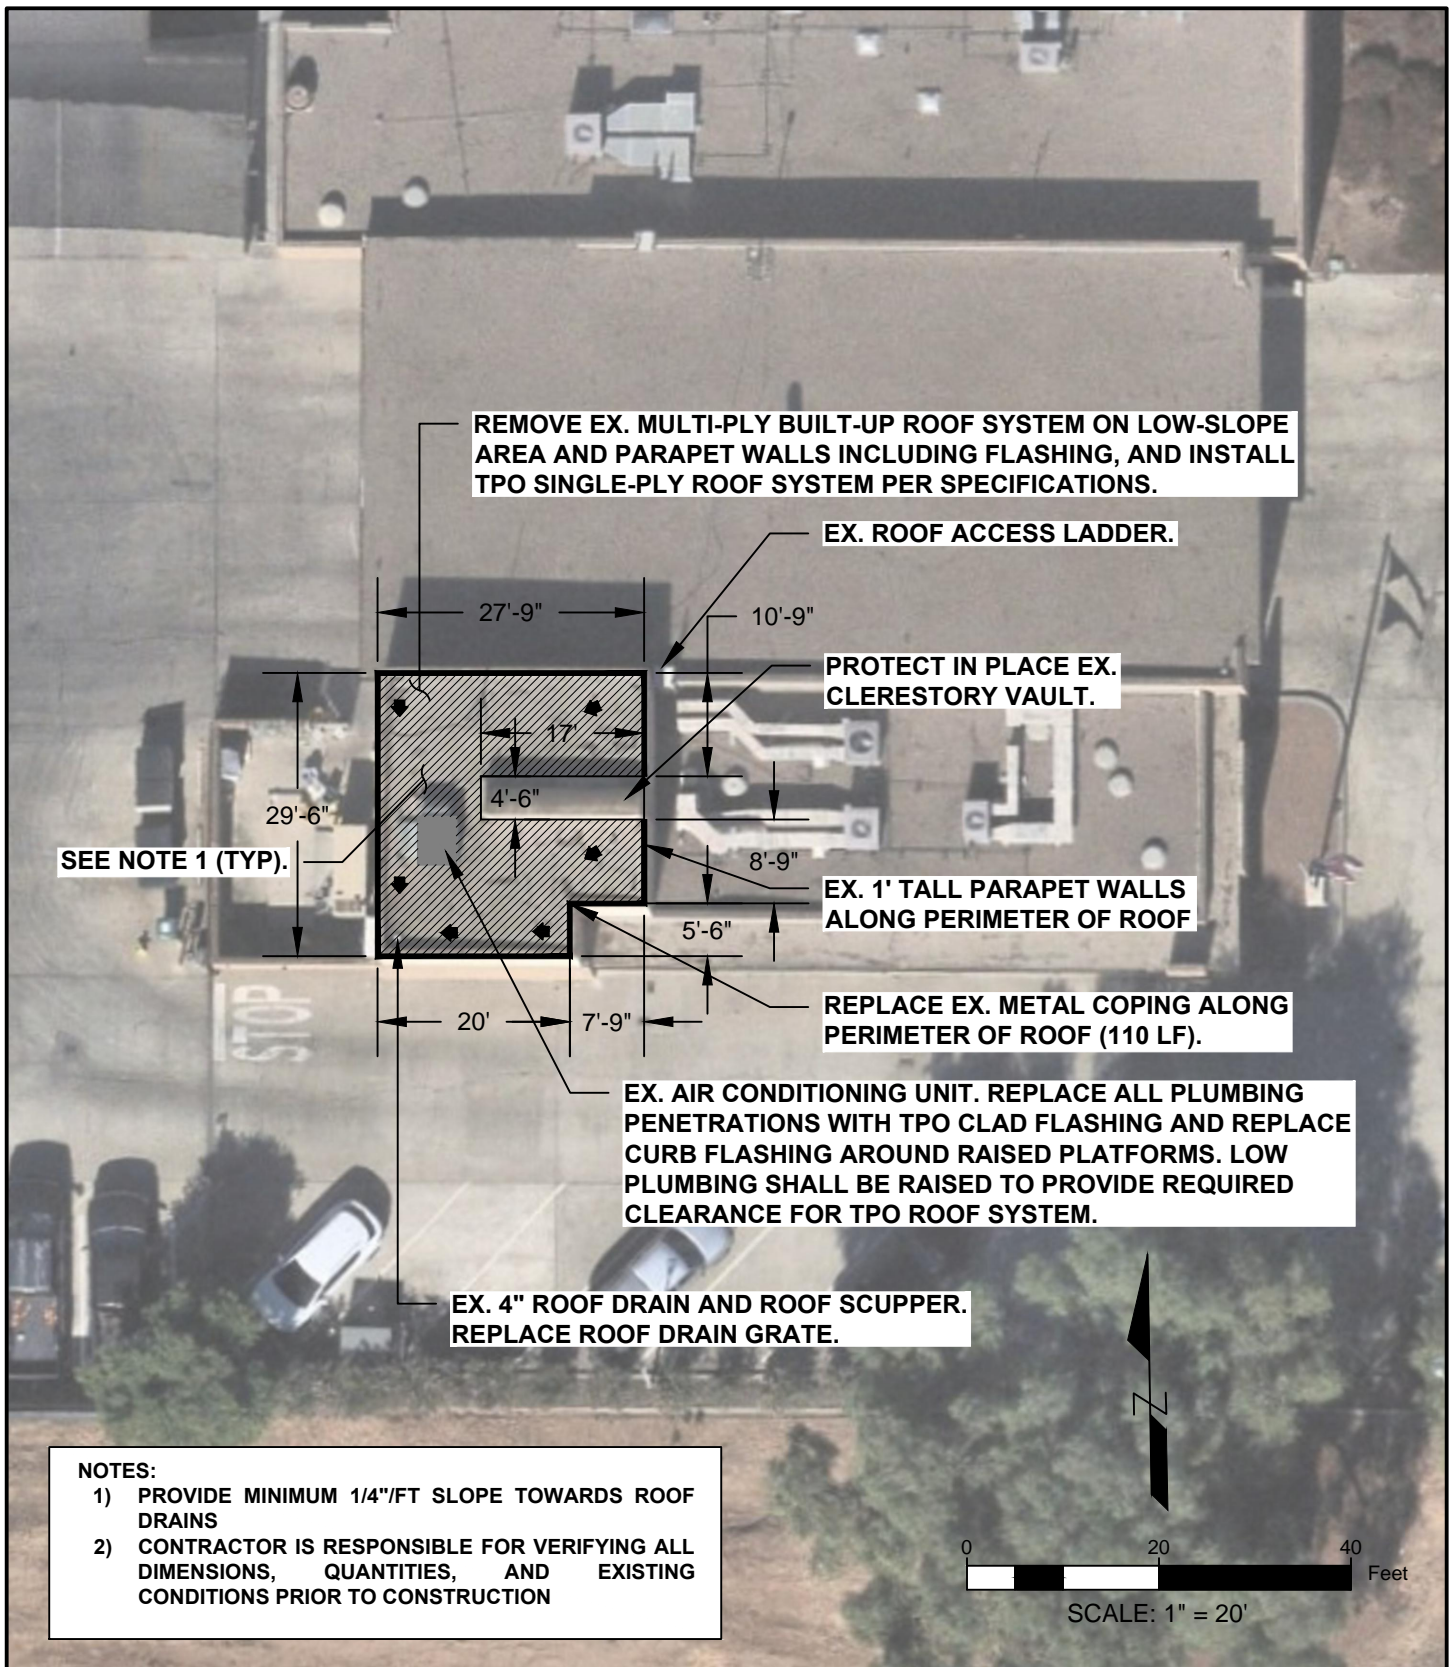 REMOVE EX. MULTI-PLY BUILT-UP ROOF SYSTEM ON LOW-SLOPE
AREA AND PARAPET WALLS INCLUDING FLASHING, AND INSTALL
TPO SINGLE-PLY ROOF SYSTEM PER SPECIFICATIONS.
EX. ROOF ACCESS LADDER.
27'-9"
10'-9"
PROTECT IN PLACE EX.
CLERESTORY VAULT.
17'
4'-6"
29'-6"
SEE NOTE 1 (TYP).
8'-9"
EX. 1' TALL PARAPET WALLS
ALONG PERIMETER OF ROOF
5'-6"
20'
7'-9"
STOP
REPLACE EX. METAL COPING ALONG
PERIMETER OF ROOF (110 LF).
EX. AIR CONDITIONING UNIT. REPLACE ALL PLUMBING
PENETRATIONS WITH TPO CLAD FLASHING AND REPLACE
CURB FLASHING AROUND RAISED PLATFORMS. LOW
PLUMBING SHALL BE RAISED TO PROVIDE REQUIRED
CLEARANCE FOR TPO ROOF SYSTEM.
EX. 4" ROOF DRAIN AND ROOF SCUPPER.
REPLACE ROOF DRAIN GRATE.
N
NOTES:
1) PROVIDE MINIMUM 1/4"/FT SLOPE TOWARDS ROOF
DRAINS
2) CONTRACTOR IS RESPONSIBLE FOR VERIFYING ALL
DIMENSIONS, QUANTITIES, AND EXISTING
CONDITIONS PRIOR TO CONSTRUCTION
0 20 40
Feet
SCALE: 1" = 20'